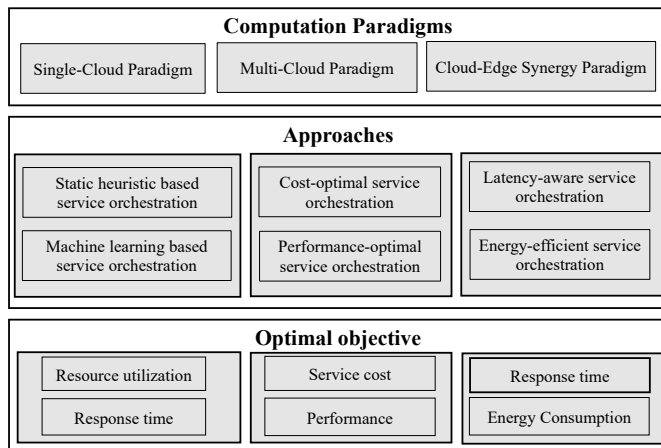 Computation Paradigms
Single-Cloud Paradigm
Multi-Cloud Paradigm
Cloud-Edge Synergy Paradigm
Approaches
Static heuristic based
service orchestration
Machine learning based
service orchestration
Cost-optimal service
orchestration
Performance-optimal
service orchestration
Latency-aware service
orchestration
Energy-efficient service
orchestration
Optimal objective
Resource utilization
Response time
Service cost
Performance
Response time
Energy Consumption